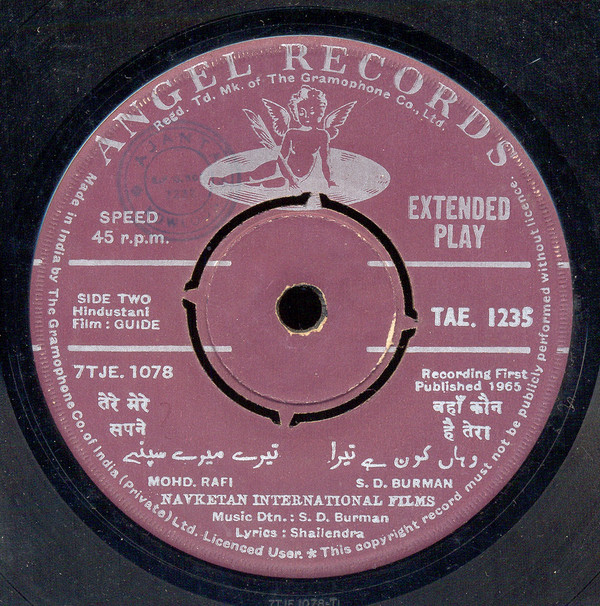 ANGEL RECORDS
Regd. Td. Mk. of The Gramophone Co., Ltd.
AJANTA
SPEED
45 r.p.m.
EXTENDED
PLAY
SIDE TWO
Hindustani
Film : GUIDE
TAE. 1235
7TJE. 1078
Recording First
Published 1965
तेरे मेरे
सपने
वहाँ कौन
है तेरा
تیرے میرے سپنے
وہاں کون ہے تیرا
MOHD. RAFI
S. D. BURMAN
NAVKETAN INTERNATIONAL FILMS
Music Dtn. : S. D. Burman
Lyrics : Shailendra
Made in India by The Gramophone Co. of India (Private) Ltd. Licenced User. * This copyright record must not be publicly performed without licence.